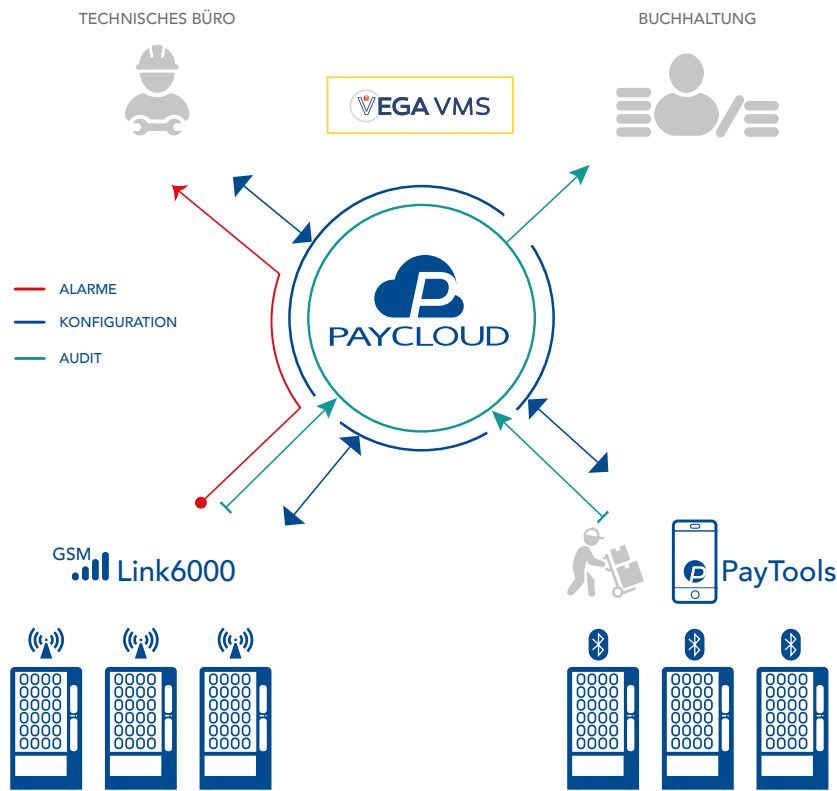 TECHNISCHES BÜRO
BUCHHALTUNG
VEGA VMS
ALARME
KONFIGURATION
AUDIT
P
PAYCLOUD
GSM
Link6000
PayTools